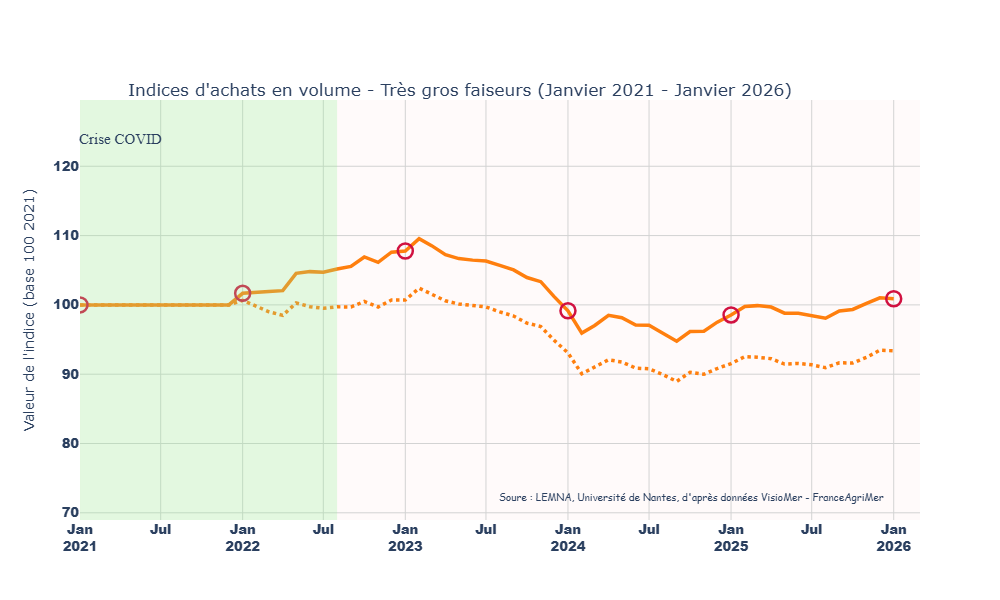 Indices d'achats en volume - Très gros faiseurs (Janvier 2021 - Janvier 2026)
Crise COVID
Valeur de l'indice (base 100 2021)
120
110
100
90
80
70
Soure : LEMNA, Université de Nantes, d'après données VisioMer - FranceAgriMer
Jan Jul Jan Jul Jan Jul Jan Jul Jan Jul Jan
2021 2022 2023 2024 2025 2026